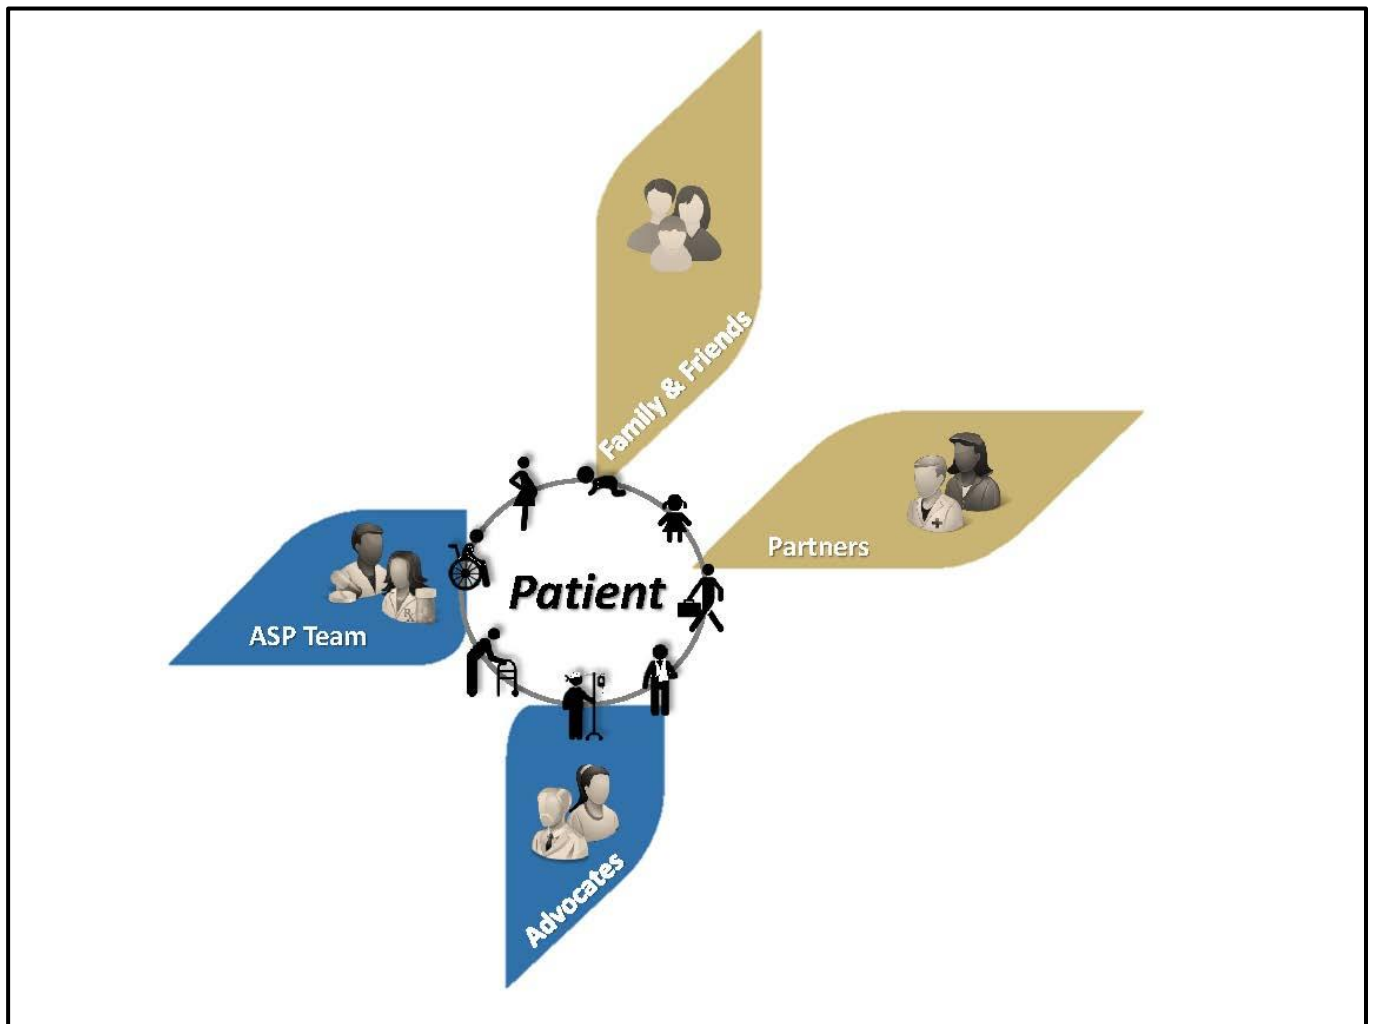 Family & Friends
Partners
Patient
ASP Team
Advocates